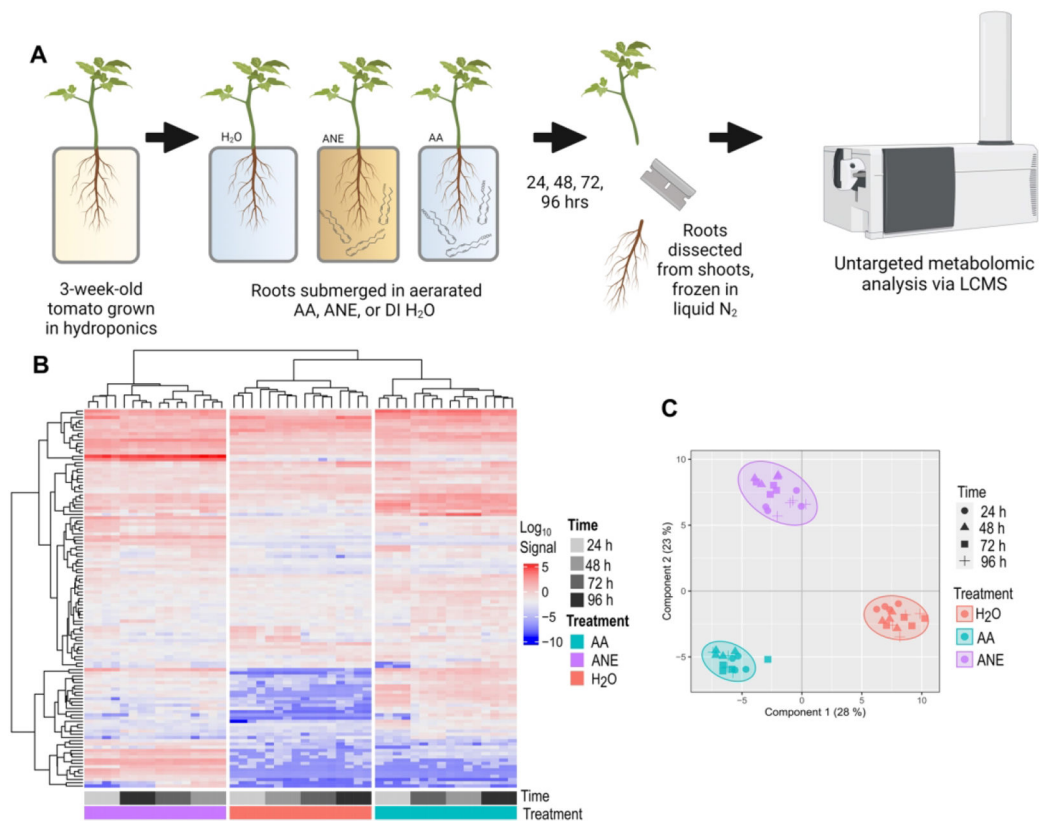 A
H₂O
ANE
AA
3-week-old
tomato grown
in hydroponics
Roots submerged in aerarated
AA, ANE, or DI H₂O
24, 48, 72,
96 hrs
Roots
dissected
from shoots,
frozen in
liquid N₂
Untargeted metabolomic
analysis via LCMS
B
Log₁₀
Signal
5
0
−5
−10
Time
24 h
48 h
72 h
96 h
Treatment
AA
ANE
H₂O
Time
Treatment
C
10
5
0
−5
Component 2 (23 %)
−5
0
5
10
Component 1 (28 %)
Time
24 h
48 h
72 h
96 h
Treatment
H₂O
AA
ANE